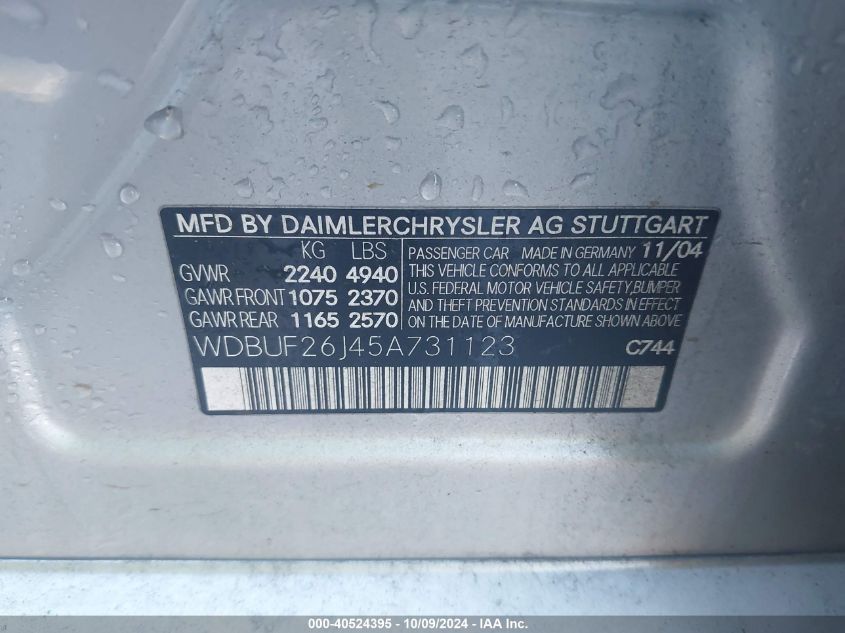 MFD BY DAIMLERCHRYSLER AG STUTTGART
KG LBS
GVWR 2240 4940
GAWR FRONT 1075 2370
GAWR REAR 1165 2570
PASSENGER CAR MADE IN GERMANY 11/04
THIS VEHICLE CONFORMS TO ALL APPLICABLE
U.S. FEDERAL MOTOR VEHICLE SAFETY,BUMPER
AND THEFT PREVENTION STANDARDS IN EFFECT
ON THE DATE OF MANUFACTURE SHOWN ABOVE
WDBUF26J45A731123 C744
000-40524395 - 10/09/2024 - IAA Inc.